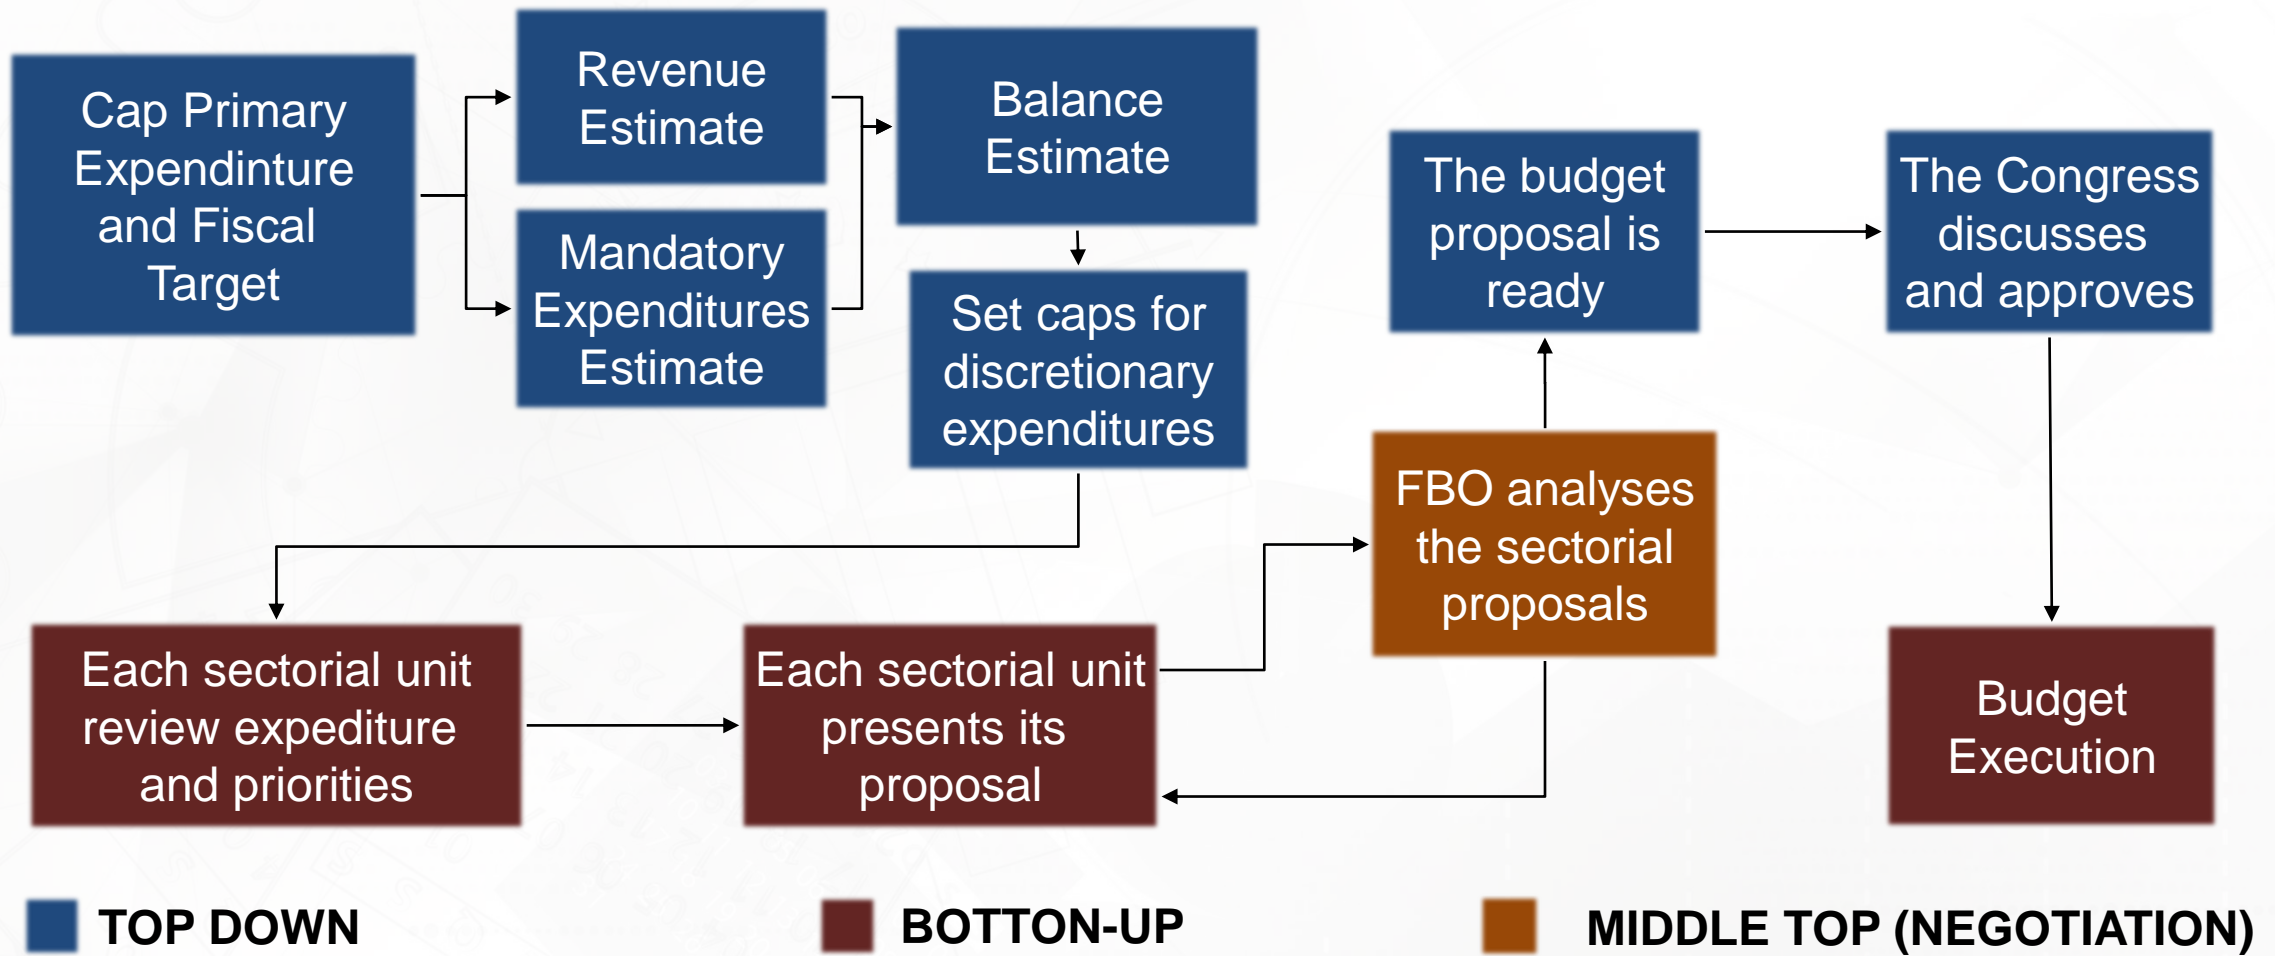 Cap Primary
Expendinture
and Fiscal
Target
Revenue
Estimate
Mandatory
Expenditures
Estimate
Balance
Estimate
Set caps for
discretionary
expenditures
The budget
proposal is
ready
The Congress
discusses
and approves
FBO analyses
the sectorial
proposals
Each sectorial unit
review expediture
and priorities
Each sectorial unit
presents its
proposal
Budget
Execution
TOP DOWN
BOTTON-UP
MIDDLE TOP (NEGOTIATION)